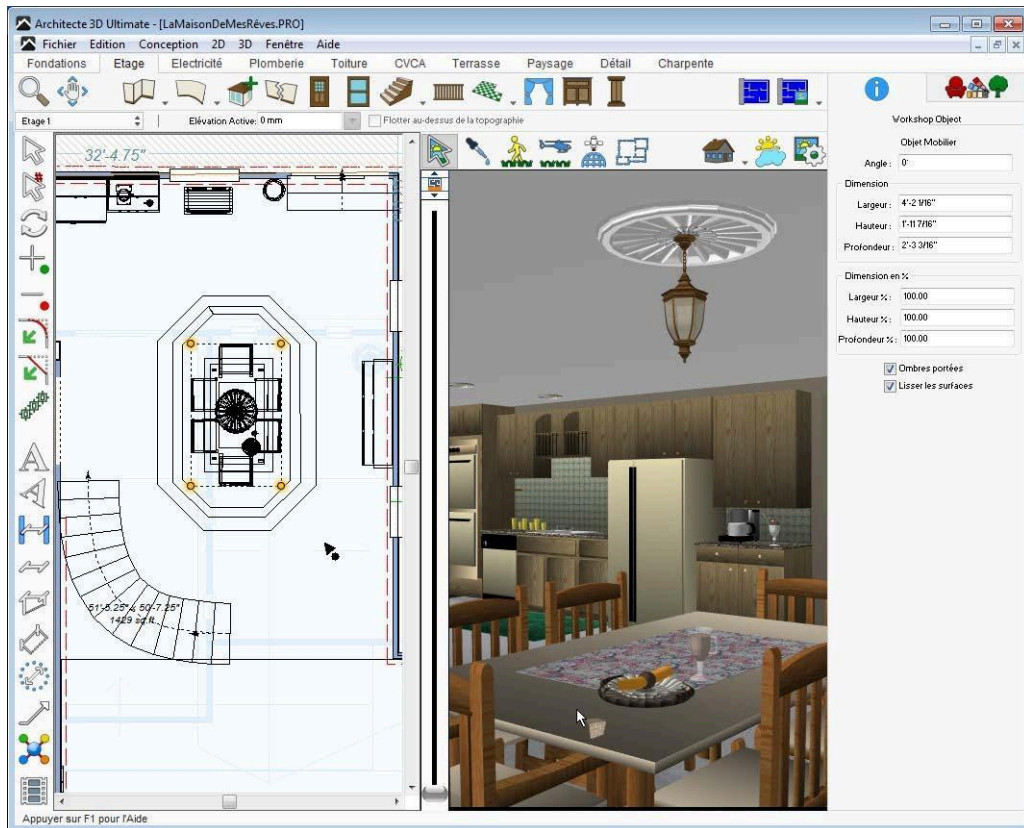 Architecte 3D Ultimate - [LaMaisonDeMesRêves.PRO]
Fichier Edition Conception 2D 3D Fenêtre Aide
Fondations Etage Electricité Plomberie Toiture CVCA Terrasse Paysage Détail Charpente
Etage 1 Elévation Active: 0 mm Flotter au-dessus de la topographie
Workshop Object
Objet Mobilier
Angle : 0'
Dimension
Largeur : 4'-2 1/16"
Hauteur : 1'-11 7/16"
Profondeur : 2'-3 3/16"
Dimension en %
Largeur % : 100.00
Hauteur % : 100.00
Profondeur % : 100.00
Ombres portées
Lisser les surfaces
32'-4.75"
51'-5.25" x 50'-7.25"
1429 sq.ft.
Appuyer sur F1 pour l'Aide